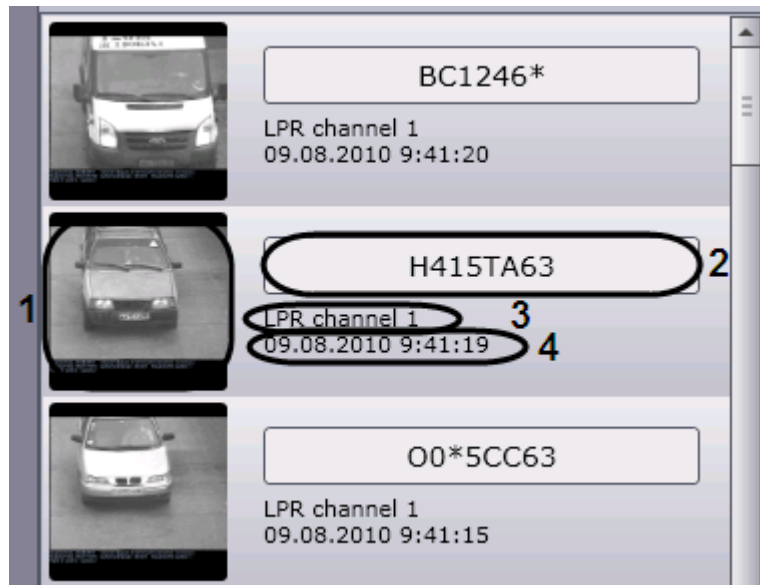 BC1246*
LPR channel 1
09.08.2010 9:41:20
1
H415TA63
2
LPR channel 1
3
09.08.2010 9:41:19
4
O0*5CC63
LPR channel 1
09.08.2010 9:41:15